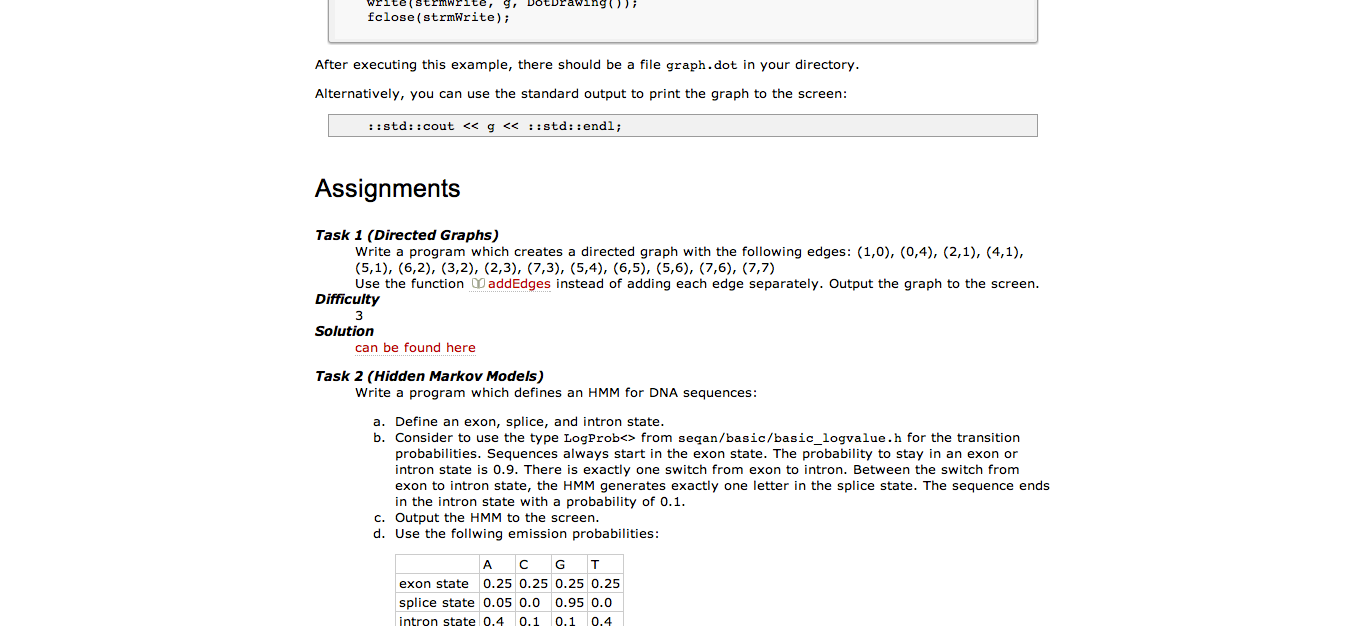 write(strmWrite, g, DotDrawing());
fclose(strmWrite);
After executing this example, there should be a file graph.dot in your directory.
Alternatively, you can use the standard output to print the graph to the screen:
::std::cout << g << ::std::endl;
Assignments
Task 1 (Directed Graphs)
Write a program which creates a directed graph with the following edges: (1,0), (0,4), (2,1), (4,1),
(5,1), (6,2), (3,2), (2,3), (7,3), (5,4), (6,5), (5,6), (7,6), (7,7)
Use the function addEdges instead of adding each edge separately. Output the graph to the screen.
Difficulty
3
Solution
can be found here
Task 2 (Hidden Markov Models)
Write a program which defines an HMM for DNA sequences:
a. Define an exon, splice, and intron state.
b. Consider to use the type LogProb<> from seqan/basic/basic_logvalue.h for the transition
probabilities. Sequences always start in the exon state. The probability to stay in an exon or
intron state is 0.9. There is exactly one switch from exon to intron. Between the switch from
exon to intron state, the HMM generates exactly one letter in the splice state. The sequence ends
in the intron state with a probability of 0.1.
c. Output the HMM to the screen.
d. Use the follwing emission probabilities:
A C G T
exon state 0.25 0.25 0.25 0.25
splice state 0.05 0.0 0.95 0.0
intron state 0.4 0.1 0.1 0.4